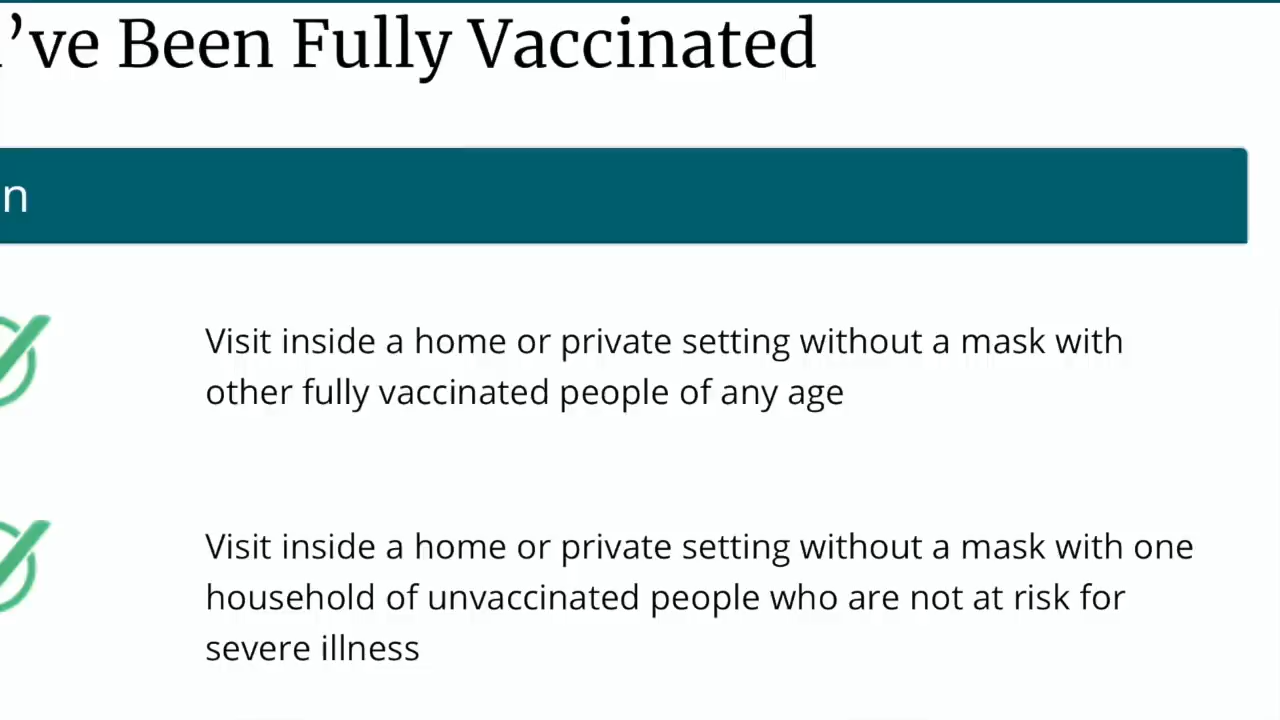 ’ve Been Fully Vaccinated
n
Visit inside a home or private setting without a mask with
other fully vaccinated people of any age
Visit inside a home or private setting without a mask with one
household of unvaccinated people who are not at risk for
severe illness